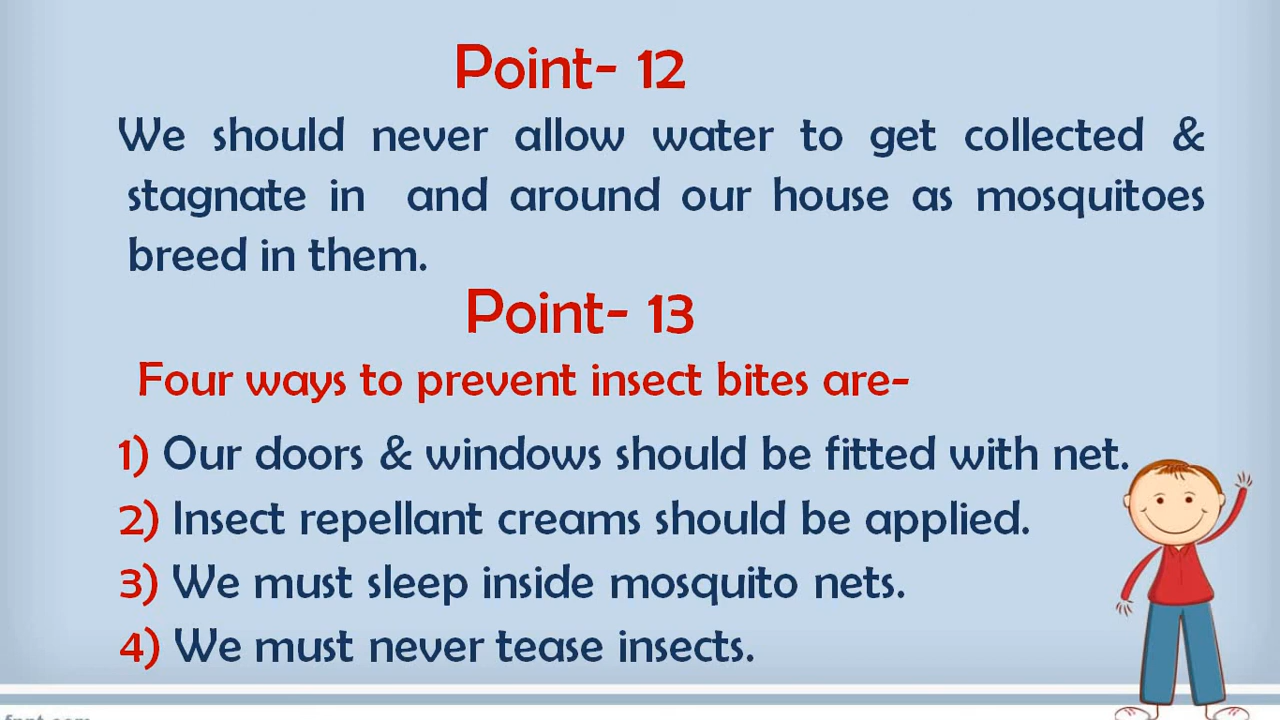 Point- 12
We should never allow water to get collected &
stagnate in and around our house as mosquitoes
breed in them.
Point- 13
Four ways to prevent insect bites are-
1) Our doors & windows should be fitted with net.
2) Insect repellant creams should be applied.
3) We must sleep inside mosquito nets.
4) We must never tease insects.